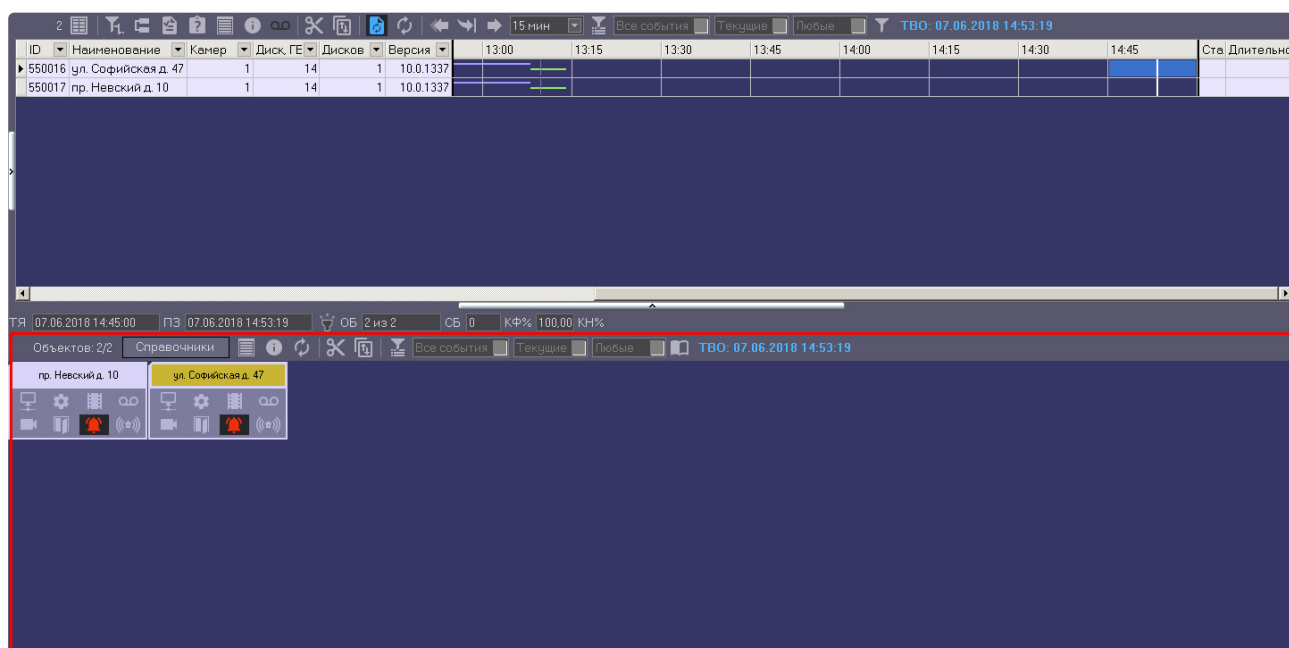 2 15 мин Все события Текущие Любые ТВО: 07.06.2018 14:53:19
ID Наименование Камер Диск, ГЕ Дисков Версия 13:00 13:15 13:30 13:45 14:00 14:15 14:30 14:45 Ста Длительно
550016 ул. Софийская д. 47 1 14 1 10.0.1337
550017 пр. Невский д. 10 1 14 1 10.0.1337
ТЯ 07.06.2018 14:45:00 ПЗ 07.06.2018 14:53:19 ОБ 2 из 2 СБ 0 КФ% 100,00 КН%
Объектов: 2/2 Справочники Все события Текущие Любые ТВО: 07.06.2018 14:53:19
пр. Невский д. 10 ул. Софийская д. 47